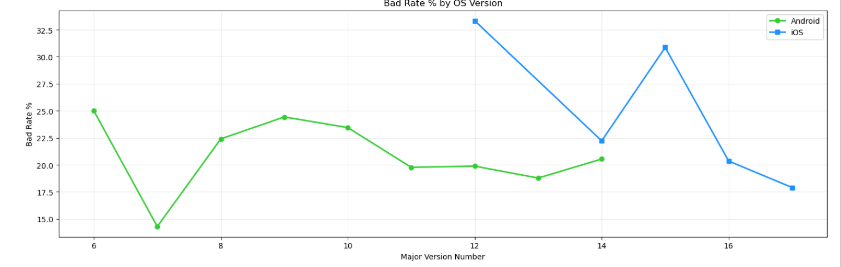 Bad Rate % by OS Version
Android
iOS
32.5
30.0
27.5
25.0
22.5
20.0
17.5
15.0
Bad Rate %
6 8 10 12 14 16
Major Version Number